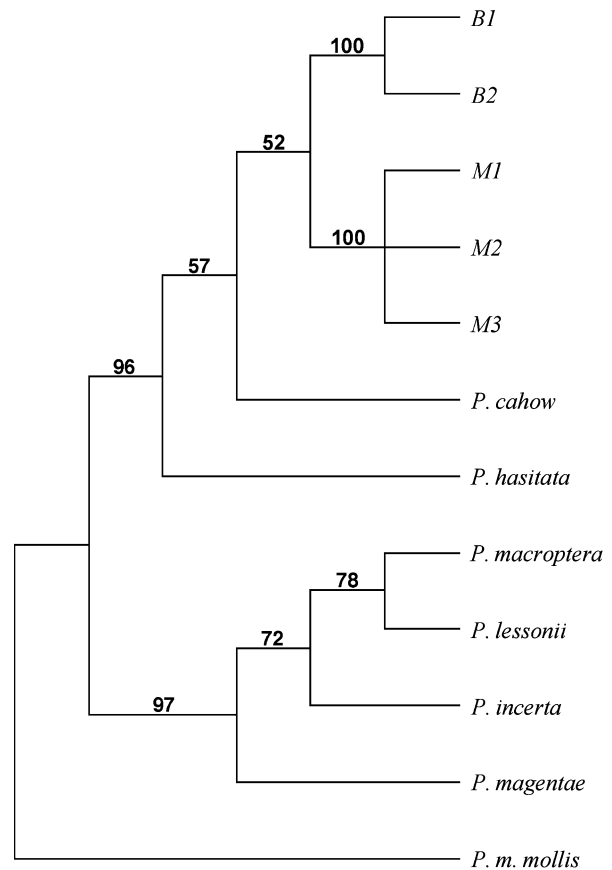 B1
100
B2
52
M1
100
M2
57
M3
96
P. cahow
P. hasitata
P. macroptera
78
P. lessonii
72
P. incerta
97
P. magentae
P. m. mollis